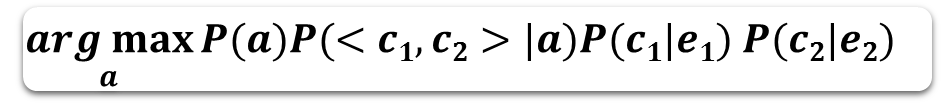 arg max P(a)P(< c₁, c₂ > |a)P(c₁|e₁) P(c₂|e₂)
a